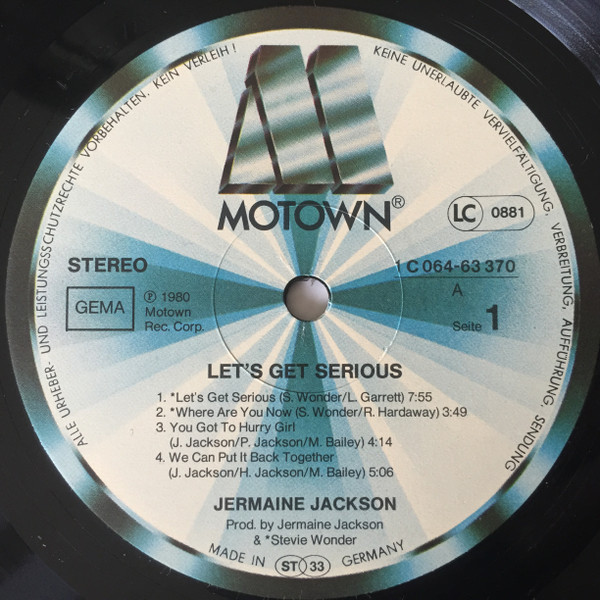 ALLE URHEBER- UND LEISTUNGSSCHUTZRECHTE VORBEHALTEN. KEIN VERLEIH! KEINE UNERLAUBTE VERVIELFÄLTIGUNG, VERBREITUNG, AUFFÜHRUNG, SENDUNG
M
MOTOWN®
LC 0881
STEREO
1 C 064-63 370
A
GEMA
℗ 1980
Motown
Rec. Corp.
Seite 1
LET'S GET SERIOUS
1. *Let's Get Serious (S. Wonder/L. Garrett) 7:55
2. *Where Are You Now (S. Wonder/R. Hardaway) 3:49
3. You Got To Hurry Girl
(J. Jackson/P. Jackson/M. Bailey) 4:14
4. We Can Put It Back Together
(J. Jackson/H. Jackson/M. Bailey) 5:06
JERMAINE JACKSON
Prod. by Jermaine Jackson
& *Stevie Wonder
MADE IN ST 33 GERMANY